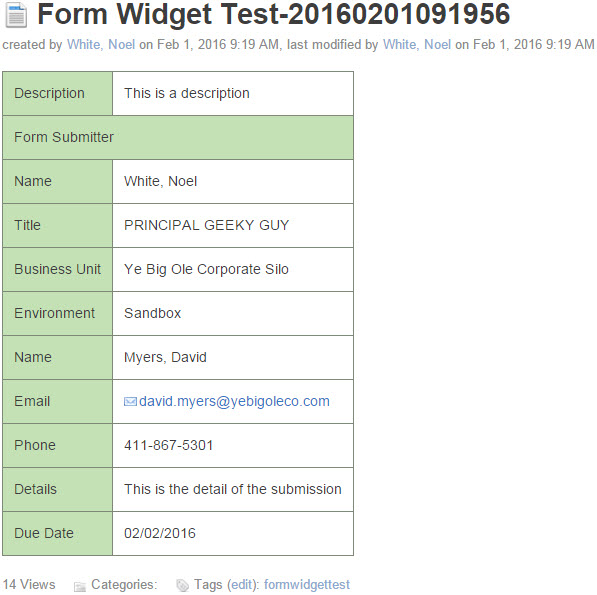 Form Widget Test-20160201091956
created by White, Noel on Feb 1, 2016 9:19 AM, last modified by White, Noel on Feb 1, 2016 9:19 AM
Description This is a description
Form Submitter
Name White, Noel
Title PRINCIPAL GEEKY GUY
Business Unit Ye Big Ole Corporate Silo
Environment Sandbox
Name Myers, David
Email david.myers@yebigoleco.com
Phone 411-867-5301
Details This is the detail of the submission
Due Date 02/02/2016
14 Views Categories: Tags (edit): formwidgettest